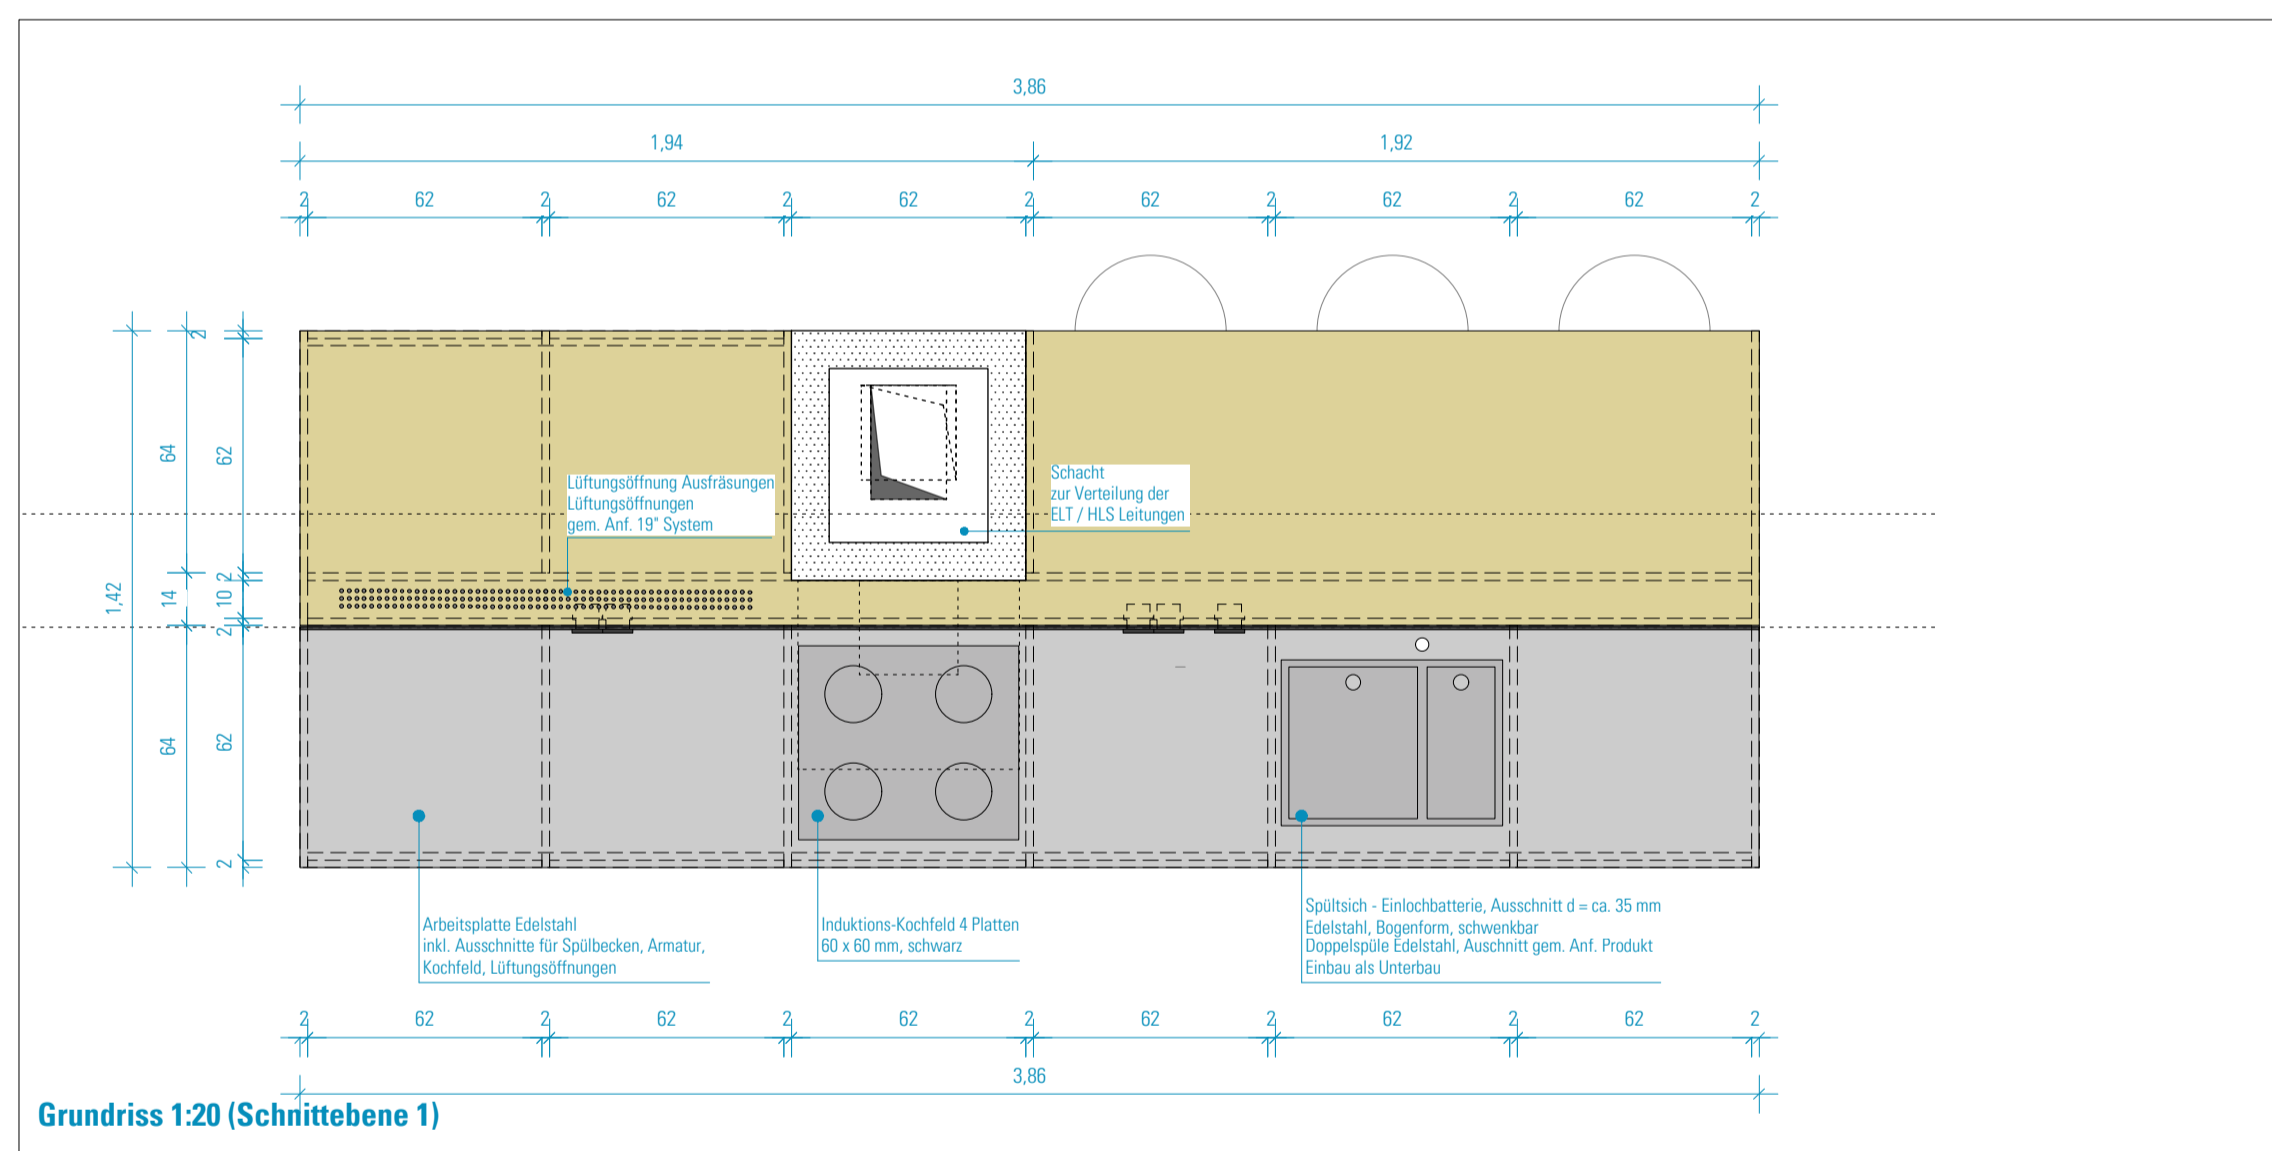 3,86
1,94
1,92
2 62 2 62 2 62 2 62 2 62 2 62 2
2
64
62
Lüftungsöffnung Ausfräsungen
Lüftungsöffnungen
gem. Anf. 19" System
Schacht
zur Verteilung der
ELT / HLS Leitungen
2
1,42
14
10
2
64
62
2
Arbeitsplatte Edelstahl
inkl. Ausschnitte für Spülbecken, Armatur,
Kochfeld, Lüftungsöffnungen
Induktions-Kochfeld 4 Platten
60 x 60 mm, schwarz
Spültsich - Einlochbatterie, Ausschnitt d = ca. 35 mm
Edelstahl, Bogenform, schwenkbar
Doppelspüle Edelstahl, Auschnitt gem. Anf. Produkt
Einbau als Unterbau
2 62 2 62 2 62 2 62 2 62 2 62 2
3,86
Grundriss 1:20 (Schnittebene 1)